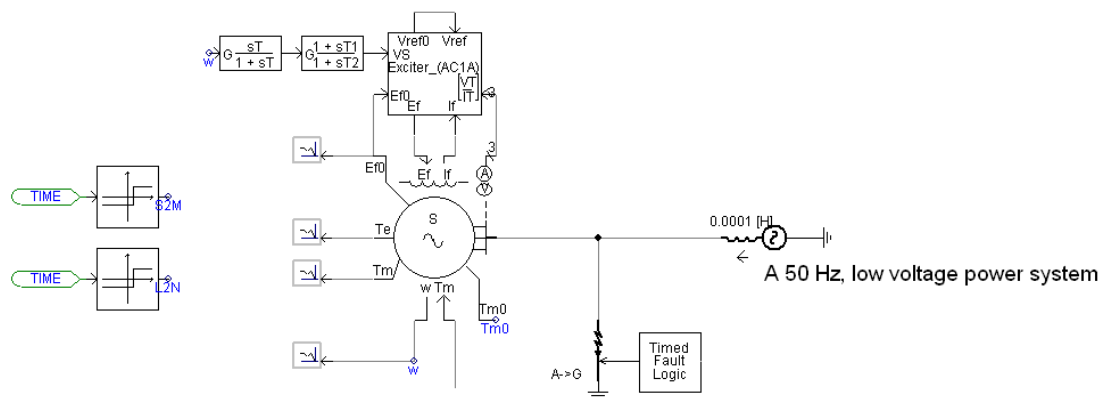 Vref0 Vref
w
G sT
1 + sT
G 1 + sT1
1 + sT2
VS
Exciter_(AC1A)
VT
IT
3
Ef0
Ef If
3
Ef0
Ef If
A
V
TIME
S2M
S
0.0001 [H]
Te
A 50 Hz, low voltage power system
TIME
L2N
Tm
w Tm
Tm0
Tm0
Timed
Fault
Logic
A->G
w